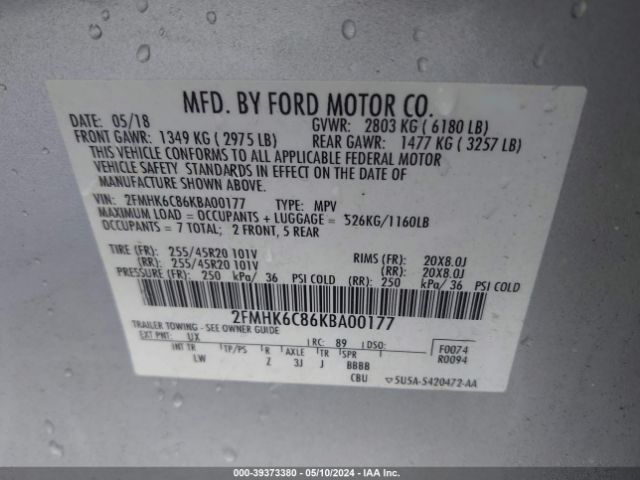 MFD. BY FORD MOTOR CO.
DATE: 05/18 GVWR: 2803 KG ( 6180 LB)
FRONT GAWR: 1349 KG ( 2975 LB) REAR GAWR: 1477 KG ( 3257 LB)
THIS VEHICLE CONFORMS TO ALL APPLICABLE FEDERAL MOTOR
VEHICLE SAFETY STANDARDS IN EFFECT ON THE DATE OF
MANUFACTURE SHOWN ABOVE.
VIN: 2FMHK6C86KBA00177 TYPE: MPV
MAXIMUM LOAD = OCCUPANTS + LUGGAGE = 526KG/1160LB
OCCUPANTS = 7 TOTAL; 2 FRONT, 5 REAR
TIRE (FR): 255/45R20 101V RIMS (FR): 20X8.0J
(RR): 255/45R20 101V (RR): 20X8.0J
PRESSURE (FR): 250 kPa/ 36 PSI COLD (RR): 250 kPa/ 36 PSI COLD
2FMHK6C86KBA00177
TRAILER TOWING - SEE OWNER GUIDE
EXT PNT: UX RC: 89 DSO: F0074
INT TR TP/PS R AXLE TR SPR R0094
LW Z 3J J BBBB
CBU 5U5A-S420472-AA
000-39373380 - 05/10/2024 - IAA Inc.